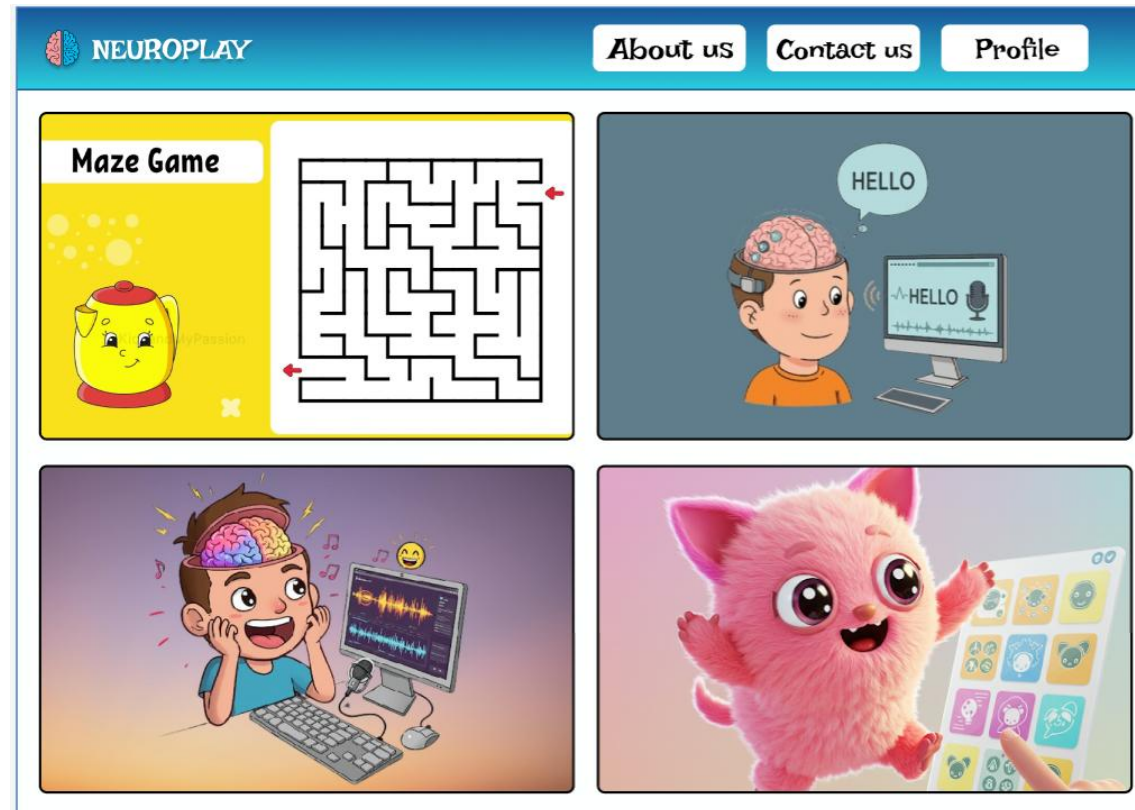 NEUROPLAY
About us
Contact us
Profile
Maze Game
HELLO
HELLO